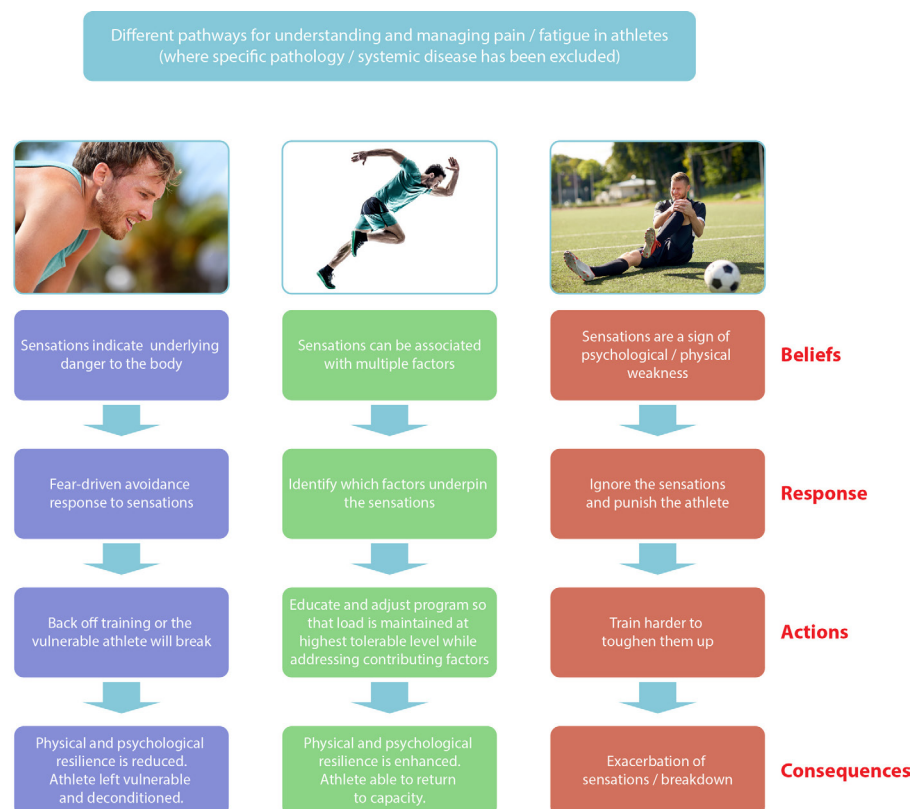 Different pathways for understanding and managing pain / fatigue in athletes
(where specific pathology / systemic disease has been excluded)
Sensations indicate underlying
danger to the body
Sensations can be associated
with multiple factors
Sensations are a sign of
psychological / physical
weakness
Beliefs
Fear-driven avoidance
response to sensations
Identify which factors underpin
the sensations
Ignore the sensations
and punish the athlete
Response
Back off training or the
vulnerable athlete will break
Educate and adjust program so
that load is maintained at
highest tolerable level while
addressing contributing factors
Train harder to
toughen them up
Actions
Physical and psychological
resilience is reduced.
Athlete left vulnerable
and deconditioned.
Physical and psychological
resilience is enhanced.
Athlete able to return
to capacity.
Exacerbation of
sensations / breakdown
Consequences